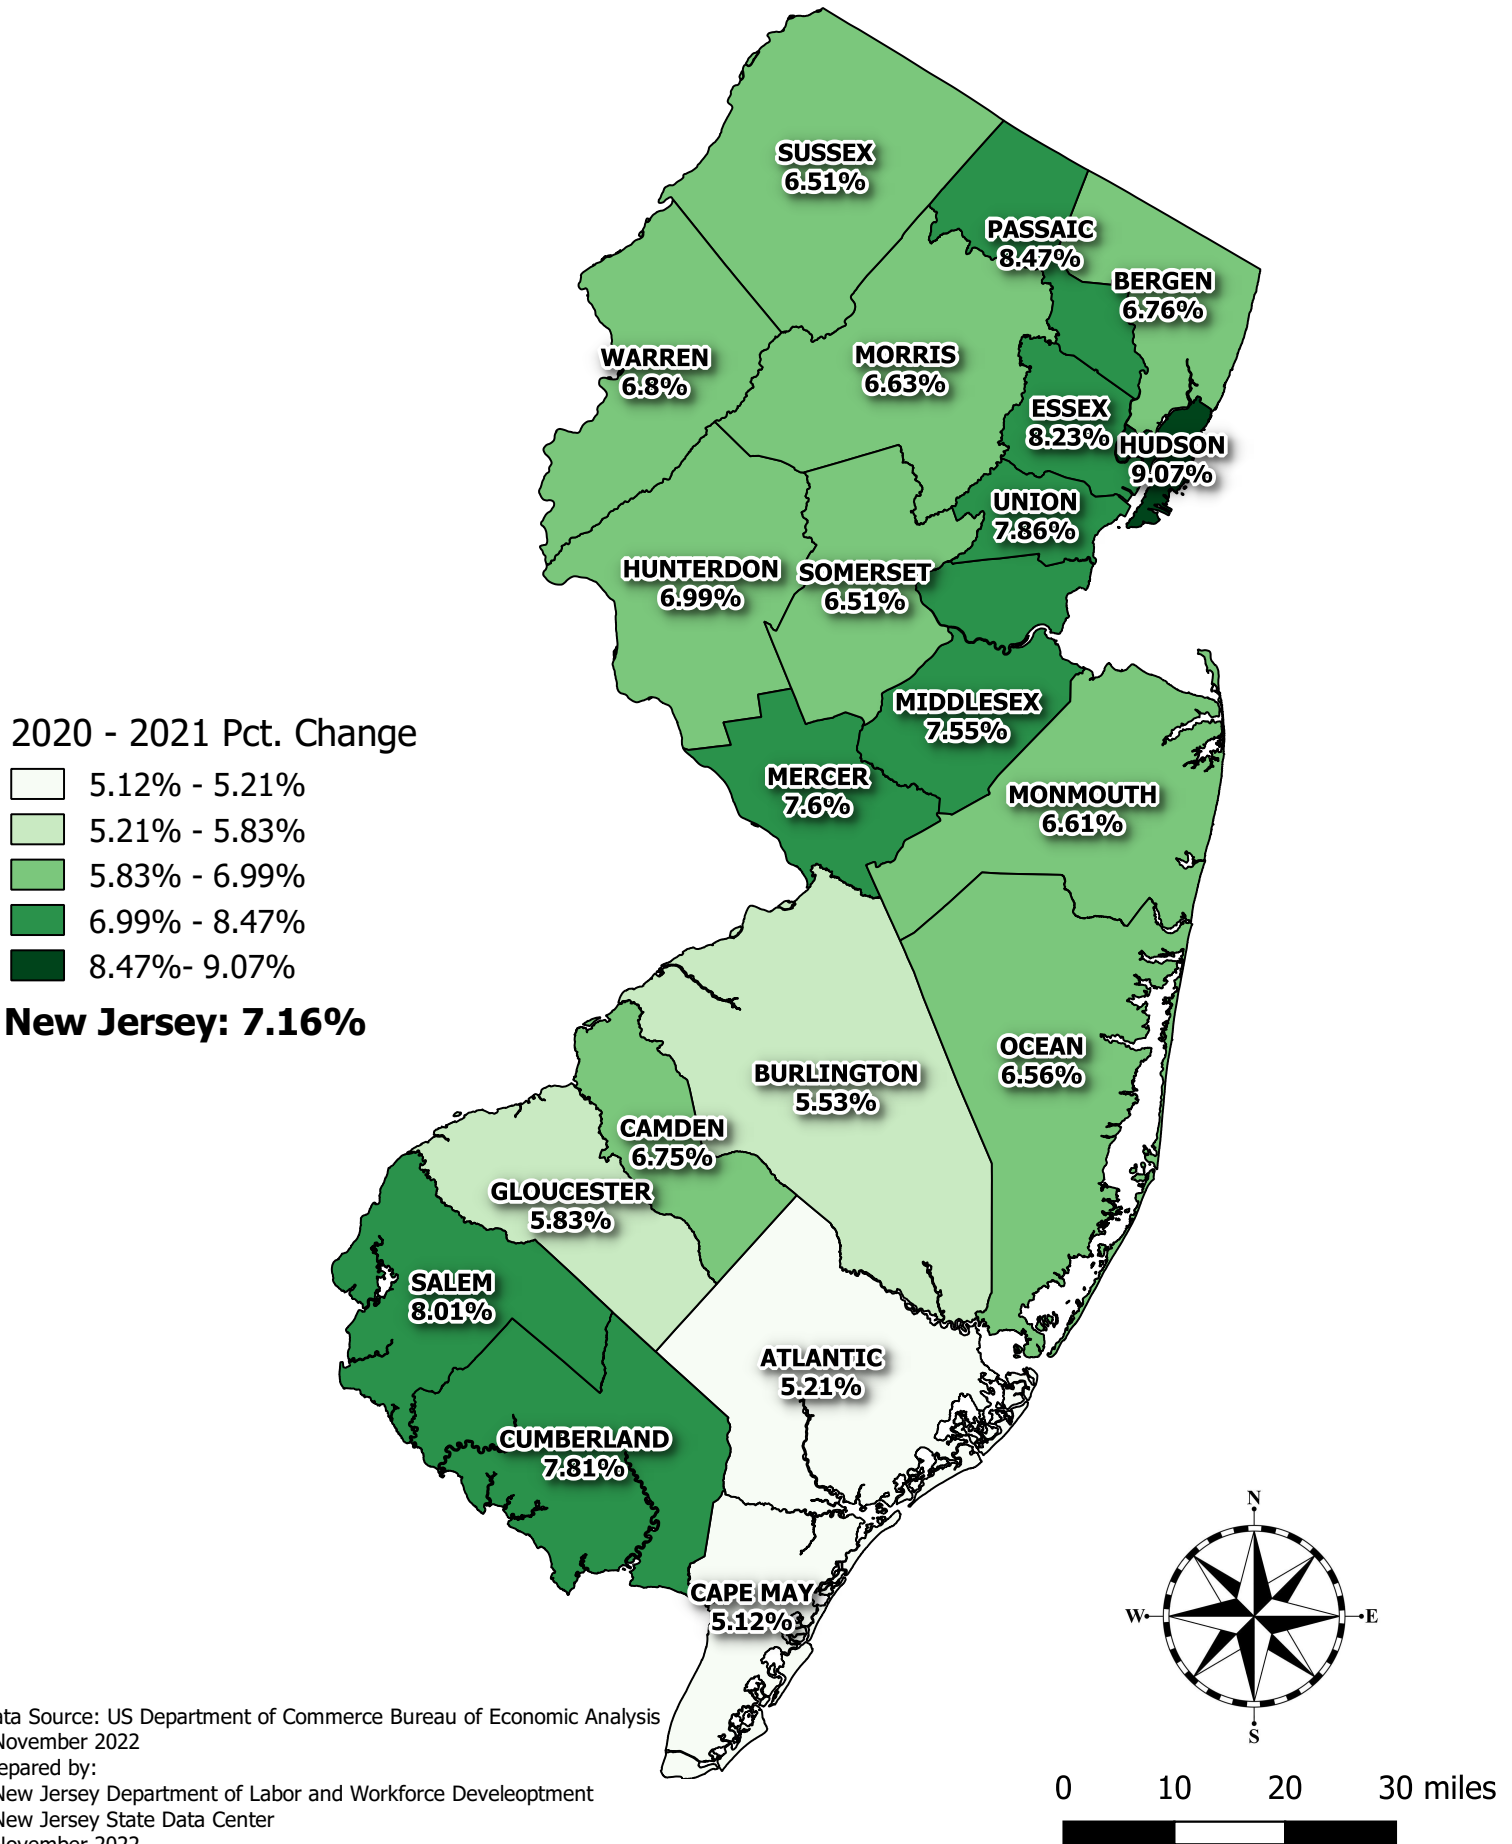 SUSSEX
6.51%
PASSAIC
8.47%
BERGEN
6.76%
WARREN
6.8%
MORRIS
6.63%
ESSEX
8.23%
HUDSON
9.07%
UNION
7.86%
HUNTERDON
6.99%
SOMERSET
6.51%
MIDDLESEX
7.55%
MERCER
7.6%
MONMOUTH
6.61%
2020 - 2021 Pct. Change
5.12% - 5.21%
5.21% - 5.83%
5.83% - 6.99%
6.99% - 8.47%
8.47%- 9.07%
New Jersey: 7.16%
OCEAN
6.56%
BURLINGTON
5.53%
CAMDEN
6.75%
GLOUCESTER
5.83%
SALEM
8.01%
ATLANTIC
5.21%
CUMBERLAND
7.81%
CAPE MAY
5.12%
N
W E
S
ata Source: US Department of Commerce Bureau of Economic Analysis
November 2022
epared by:
New Jersey Department of Labor and Workforce Develeoptment
New Jersey State Data Center
November 2022
0 10 20 30 miles